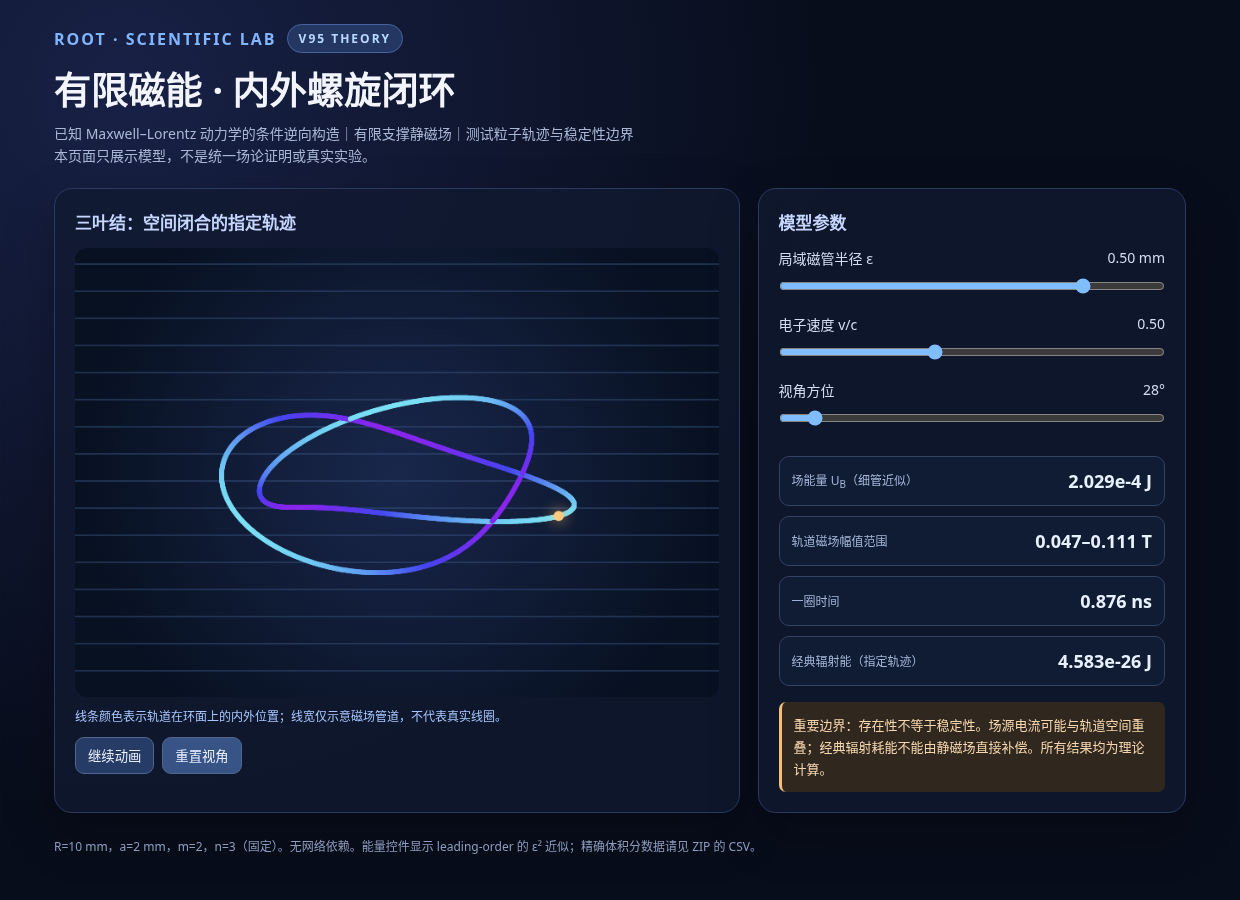 ROOT · SCIENTIFIC LAB
V95 THEORY
有限磁能 · 内外螺旋闭环
已知 Maxwell–Lorentz 动力学的条件逆向构造｜有限支撑静磁场｜测试粒子轨迹与稳定性边界
本页面只展示模型，不是统一场论证明或真实实验。
三叶结：空间闭合的指定轨迹
线条颜色表示轨道在环面上的内外位置；线宽仅示意磁场管道，不代表真实线圈。
继续动画
重置视角
模型参数
局域磁管半径 ε 0.50 mm
电子速度 v/c 0.50
视角方位 28°
场能量 U_B（细管近似） 2.029e-4 J
轨道磁场幅值范围 0.047–0.111 T
一圈时间 0.876 ns
经典辐射能（指定轨迹） 4.583e-26 J
重要边界：存在性不等于稳定性。场源电流可能与轨道空间重
叠；经典辐射耗能不能由静磁场直接补偿。所有结果均为理论
计算。
R=10 mm，a=2 mm，m=2，n=3（固定）。无网络依赖。能量控件显示 leading-order 的 ε² 近似；精确体积分数据请见 ZIP 的 CSV。